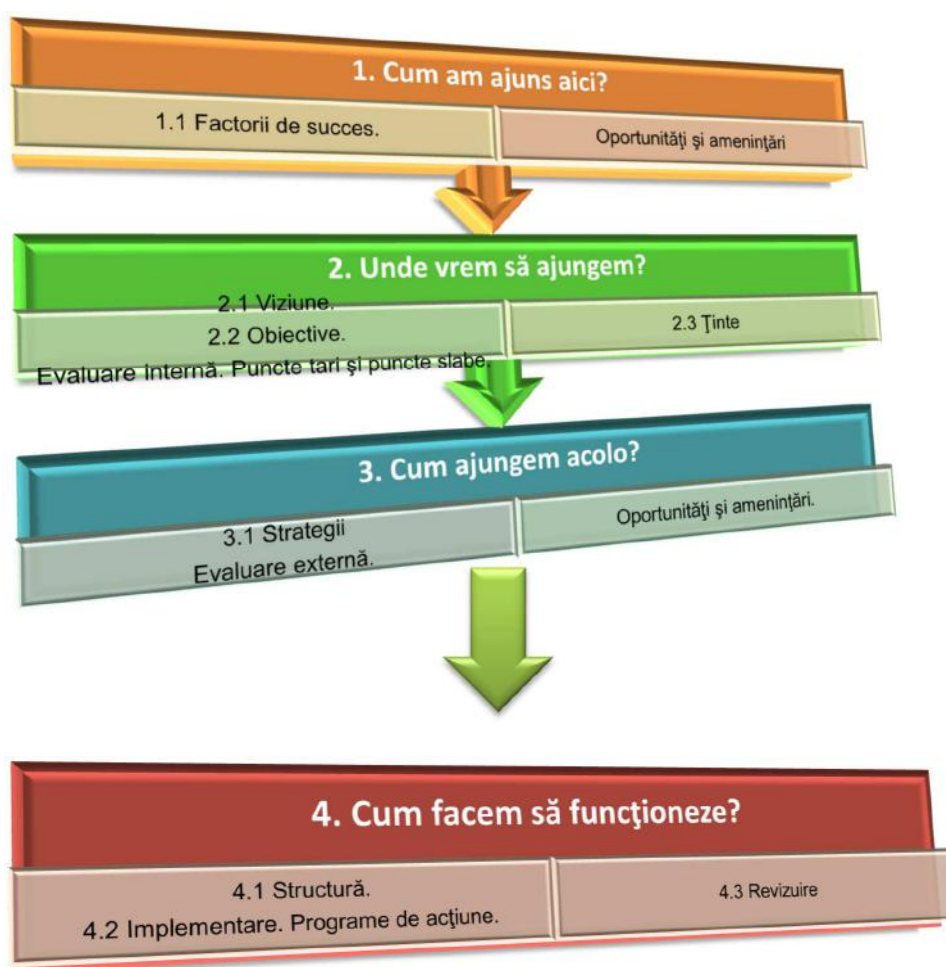 1. Cum am ajuns aici?
1.1 Factorii de succes.
Oportunităţi şi ameninţări
2. Unde vrem să ajungem?
2.1 Viziune.
2.2 Obiective.
Evaluare internă. Puncte tari şi puncte slabe.
2.3 Ţinte
3. Cum ajungem acolo?
3.1 Strategii
Evaluare externă.
Oportunităţi şi ameninţări.
4. Cum facem să funcţioneze?
4.1 Structură.
4.2 Implementare. Programe de acţiune.
4.3 Revizuire